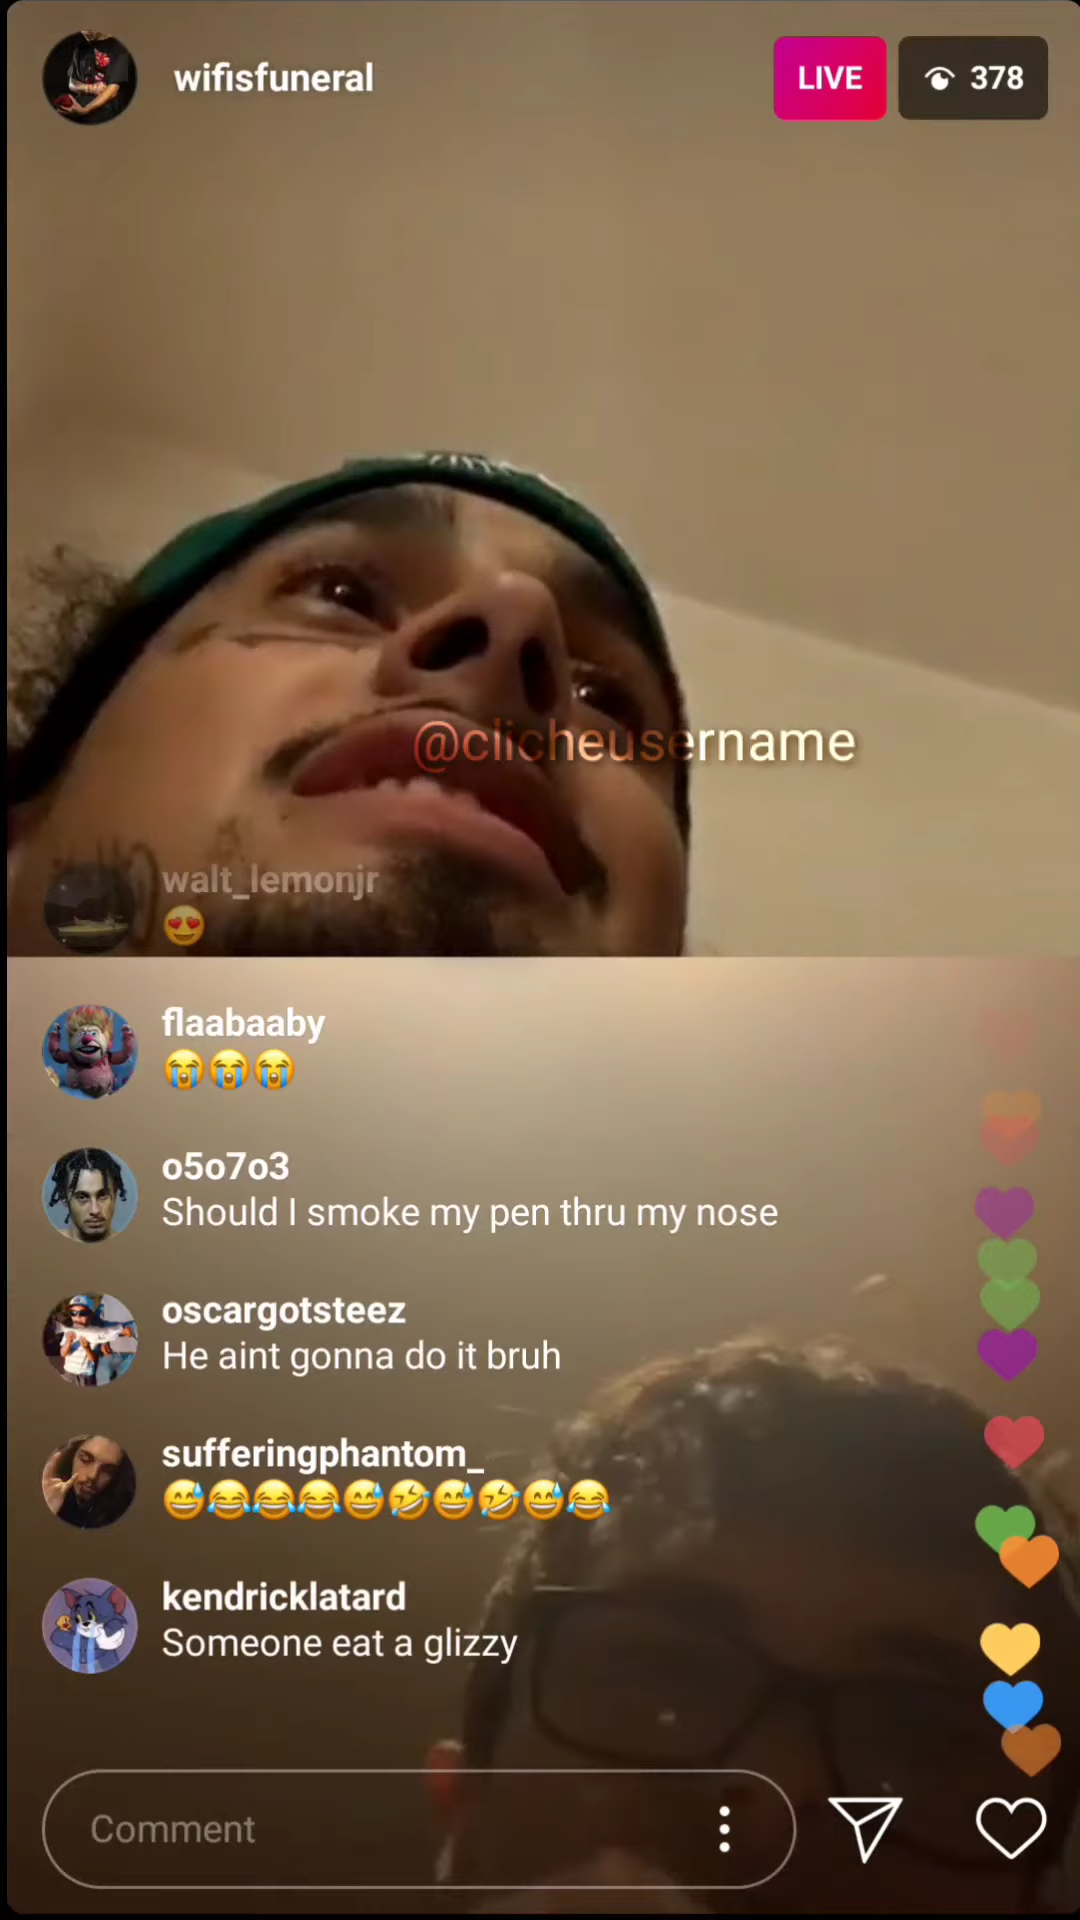 wifisfuneral
LIVE
378
@clicheusername
walt_lemonjr
😍
flaabaaby
😭😭😭
o5o7o3
Should I smoke my pen thru my nose
oscargotsteez
He aint gonna do it bruh
sufferingphantom_
😅😂😂😂😅🤣😅🤣😅😂
kendricklatard
Someone eat a glizzy
Comment